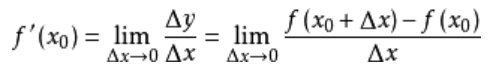 f′(x₀) = lim_{Δx→0} Δy/Δx = lim_{Δx→0} (f(x₀ + Δx) − f(x₀))/Δx